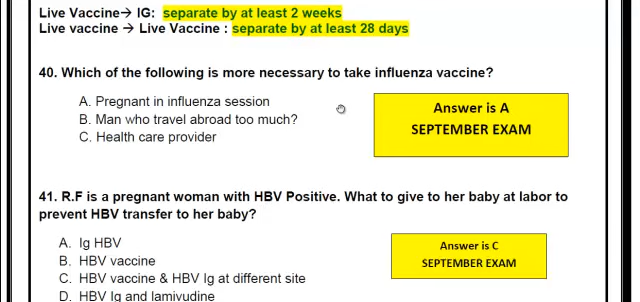 Live Vaccine→ IG: separate by at least 2 weeks
Live vaccine → Live Vaccine : separate by at least 28 days
40. Which of the following is more necessary to take influenza vaccine?
A. Pregnant in influenza session
B. Man who travel abroad too much?
C. Health care provider
Answer is A
SEPTEMBER EXAM
41. R.F is a pregnant woman with HBV Positive. What to give to her baby at labor to
prevent HBV transfer to her baby?
A. Ig HBV
B. HBV vaccine
C. HBV vaccine & HBV Ig at different site
D. HBV Ig and lamivudine
Answer is C
SEPTEMBER EXAM